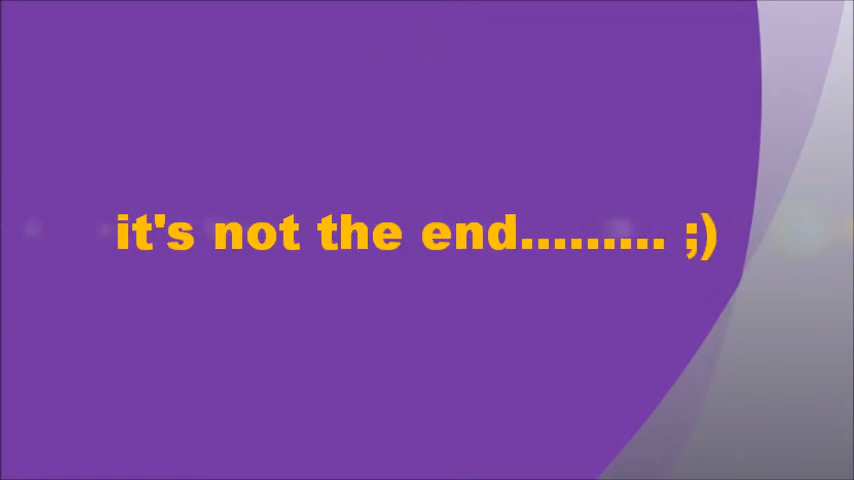 it's not the end......... ;)